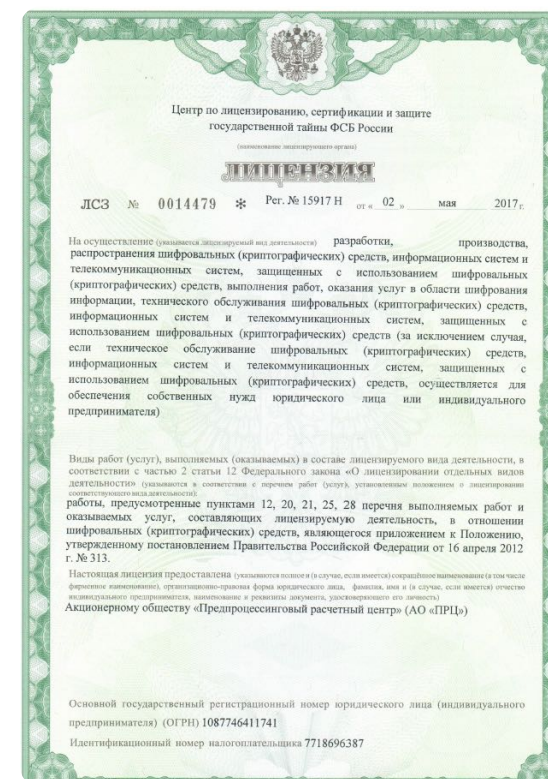 Центр по лицензированию, сертификации и защите
государственной тайны ФСБ России
(наименование лицензирующего органа)
ЛИЦЕНЗИЯ
ЛСЗ № 0014479 * Рег. № 15917 Н от « 02 » мая 2017 г.
На осуществление (указывается лицензируемый вид деятельности) разработки, производства,
распространения шифровальных (криптографических) средств, информационных систем и
телекоммуникационных систем, защищенных с использованием шифровальных
(криптографических) средств, выполнения работ, оказания услуг в области шифрования
информации, технического обслуживания шифровальных (криптографических) средств,
информационных систем и телекоммуникационных систем, защищенных с
использованием шифровальных (криптографических) средств (за исключением случая,
если техническое обслуживание шифровальных (криптографических) средств,
информационных систем и телекоммуникационных систем, защищенных с
использованием шифровальных (криптографических) средств, осуществляется для
обеспечения собственных нужд юридического лица или индивидуального
предпринимателя)
Виды работ (услуг), выполняемых (оказываемых) в составе лицензируемого вида деятельности, в
соответствии с частью 2 статьи 12 Федерального закона «О лицензировании отдельных видов
деятельности» (указываются в соответствии с перечнем работ (услуг), установленным положением о лицензировании
соответствующего вида деятельности):
работы, предусмотренные пунктами 12, 20, 21, 25, 28 перечня выполняемых работ и
оказываемых услуг, составляющих лицензируемую деятельность, в отношении
шифровальных (криптографических) средств, являющегося приложением к Положению,
утвержденному постановлением Правительства Российской Федерации от 16 апреля 2012
г. № 313.
Настоящая лицензия предоставлена (указываются полное и (в случае, если имеется) сокращённое наименование (в том числе
фирменное наименование), организационно-правовая форма юридического лица, фамилия, имя и (в случае, если имеется) отчество
индивидуального предпринимателя, наименование и реквизиты документа, удостоверяющего его личность)
Акционерному обществу «Предпроцессинговый расчетный центр» (АО «ПРЦ»)
Основной государственный регистрационный номер юридического лица (индивидуального
предпринимателя) (ОГРН) 1087746411741
Идентификационный номер налогоплательщика 7718696387